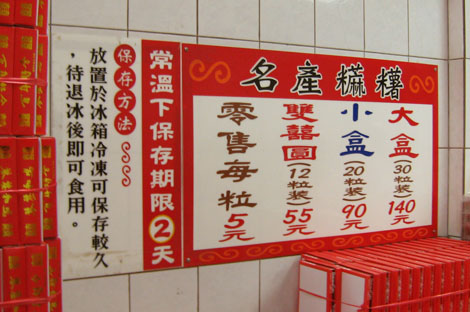 名產糬
大盒(30粒裝)140元
小盒(20粒裝)90元
雙囍圓(12粒裝)55元
零售每粒5元
常溫下保存期限2天
保存方法
放置於冰箱冷凍可保存較久
，待退冰後即可食用。